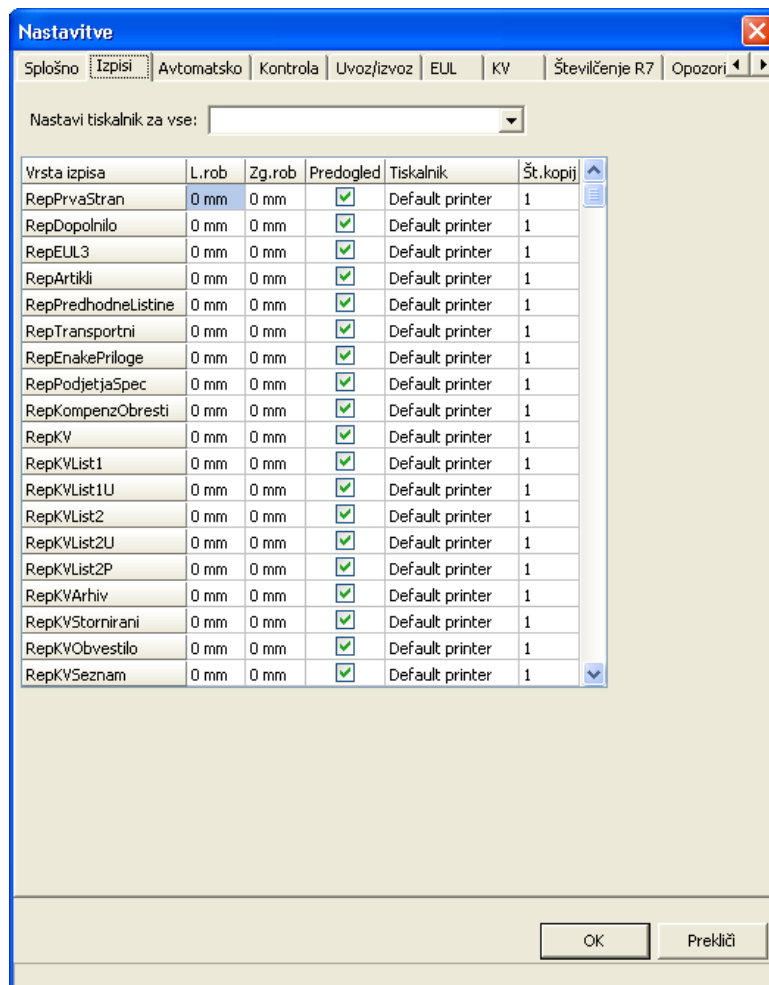 Nastavitve
Splošno Izpisi Avtomatsko Kontrola Uvoz/izvoz EUL KV Številčenje R7 Opozori
Nastavi tiskalnik za vse:
Vrsta izpisa L.rob Zg.rob Predogled Tiskalnik Št.kopij
RepPrvaStran 0 mm 0 mm Default printer 1
RepDopolnilo 0 mm 0 mm Default printer 1
RepEUL3 0 mm 0 mm Default printer 1
RepArtikli 0 mm 0 mm Default printer 1
RepPredhodneListine 0 mm 0 mm Default printer 1
RepTransportni 0 mm 0 mm Default printer 1
RepEnakePriloge 0 mm 0 mm Default printer 1
RepPodjetjaSpec 0 mm 0 mm Default printer 1
RepKompenzObresti 0 mm 0 mm Default printer 1
RepKV 0 mm 0 mm Default printer 1
RepKVList1 0 mm 0 mm Default printer 1
RepKVList1U 0 mm 0 mm Default printer 1
RepKVList2 0 mm 0 mm Default printer 1
RepKVList2U 0 mm 0 mm Default printer 1
RepKVList2P 0 mm 0 mm Default printer 1
RepKVArhiv 0 mm 0 mm Default printer 1
RepKVStornirani 0 mm 0 mm Default printer 1
RepKVObvestilo 0 mm 0 mm Default printer 1
RepKVSeznam 0 mm 0 mm Default printer 1
OK Prekliči